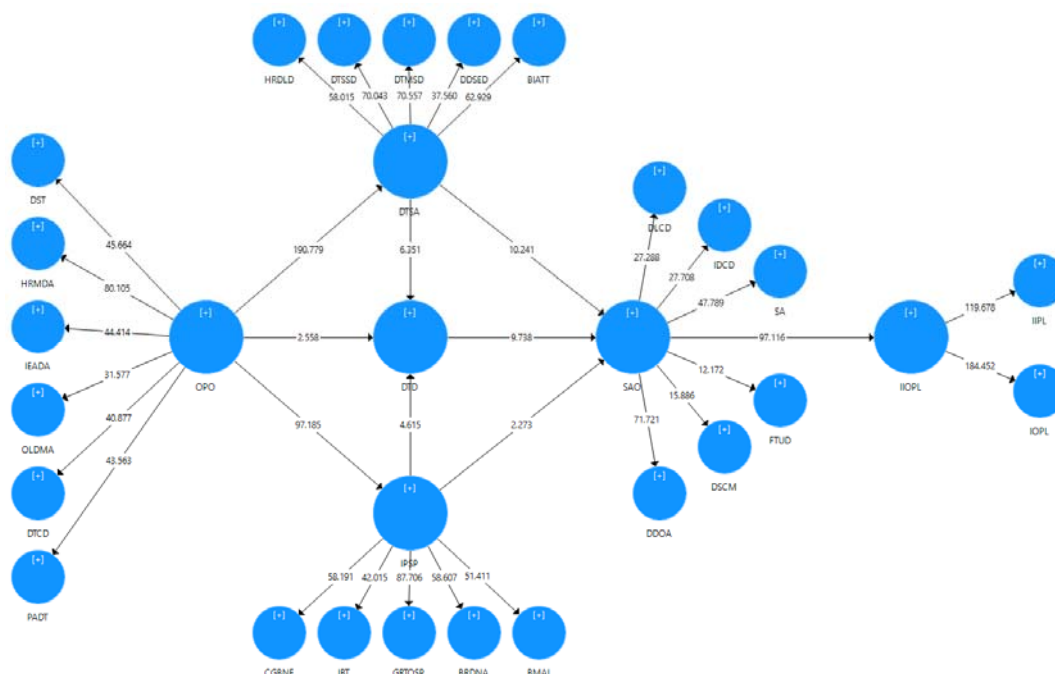 [+] [+] [+] [+] [+]
HRDLD DTSSD DTMSD DDSED BIATT
58.015 70.043 70.557 37.560 62.929
[+]
DST
[+]
DTSA
[+]
DLCD
[+]
IDCD
[+]
SA
[+]
HRMDA
45.664
80.105
190.779
6.351
10.241
27.288
27.708
47.789
[+]
IEADA
44.414
[+]
OPO
2.558
[+]
DTD
9.738
[+]
SAO
97.116
[+]
IIOPL
119.678
[+]
IIPL
184.452
[+]
IOPL
[+]
OLDMA
31.577
40.877
43.563
97.185
4.615
2.273
12.172
15.886
71.721
[+]
FTUD
[+]
DSCM
[+]
DDOA
[+]
DTCD
[+]
PADT
[+]
IPSP
58.191 42.015 87.706 58.607 51.411
[+] [+] [+] [+] [+]